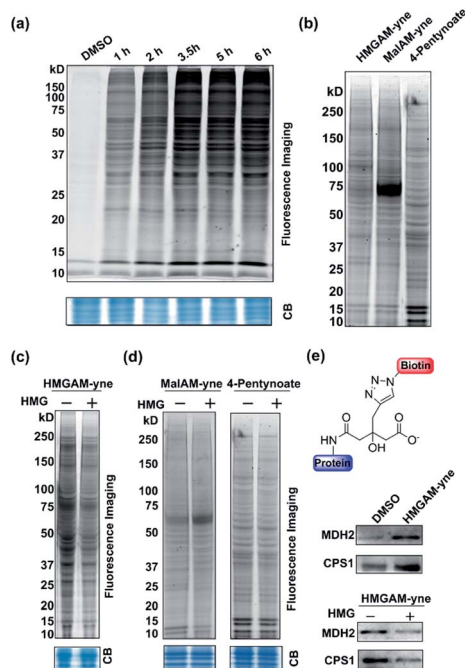 (a)
DMSO 1 h 2 h 3.5h 5 h 6 h
kD
150
100
75
50
37
25
20
15
10
Fluorescence Imaging
CB
(b)
HMGAM-yne
MalAM-yne
4-Pentynoate
kD
250
150
100
75
50
37
25
20
15
10
(c)
HMGAM-yne
HMG − +
kD
250
150
100
75
50
37
25
20
15
10
Fluorescence Imaging
CB
(d)
MalAM-yne 4-Pentynoate
HMG − + − +
kD
250
150
100
75
50
37
25
20
15
10
Fluorescence Imaging
CB
(e)
Biotin
N=N
N
O
HN
OH
O
O⁻
Protein
DMSO
HMGAM-yne
MDH2
CPS1
HMGAM-yne
HMG − +
MDH2
CPS1